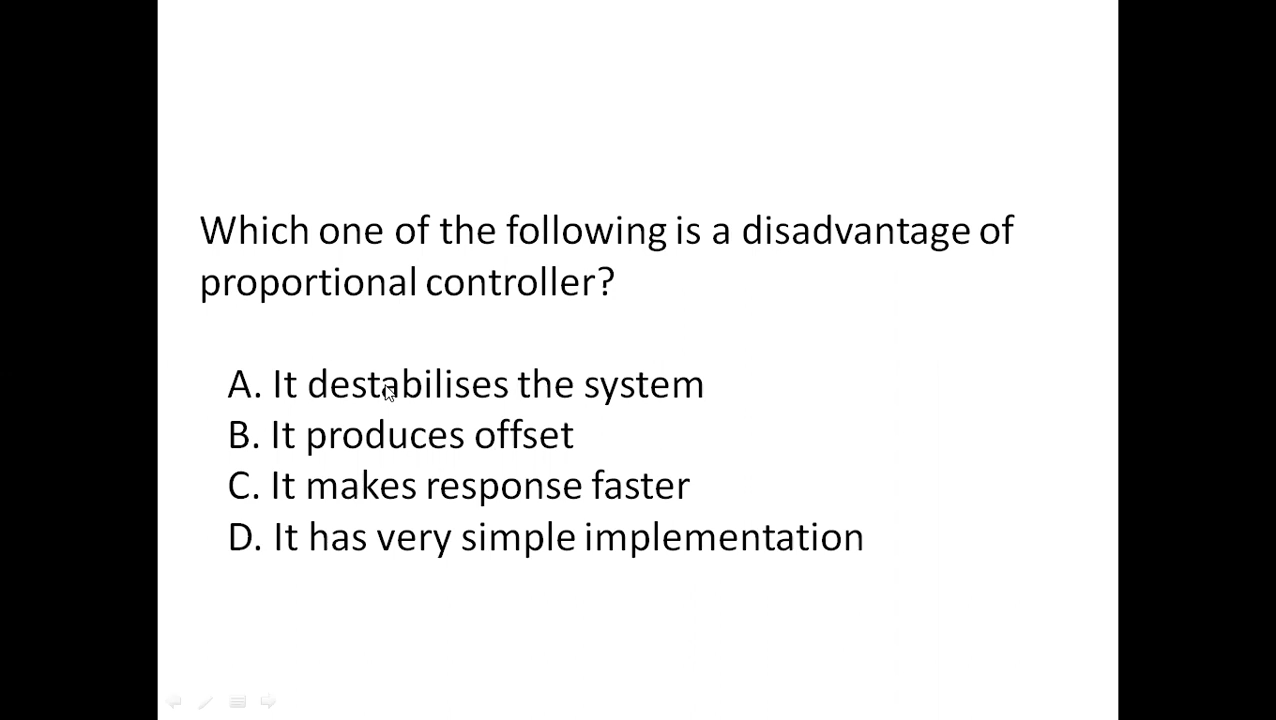 Which one of the following is a disadvantage of
proportional controller?
A. It destabilises the system
B. It produces offset
C. It makes response faster
D. It has very simple implementation